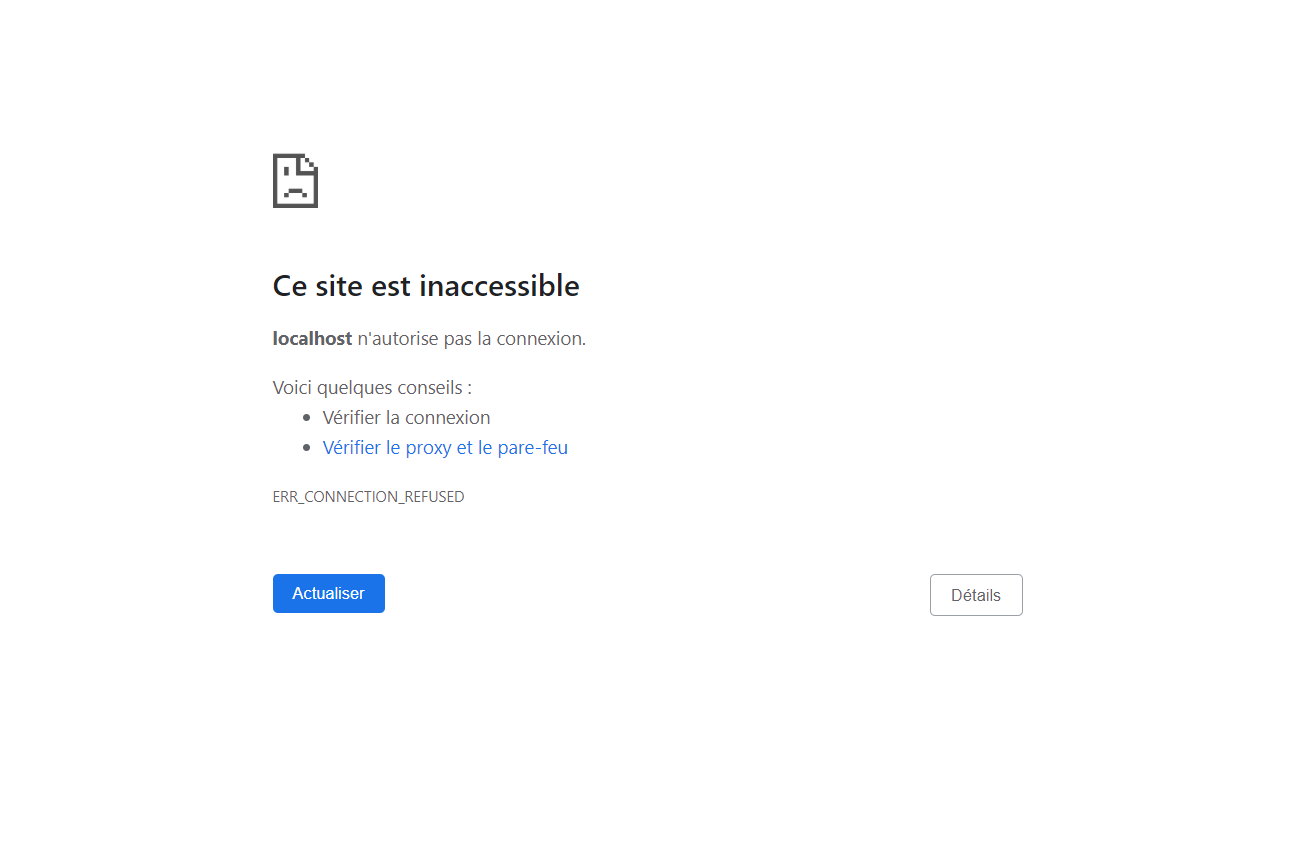 Ce site est inaccessible
localhost n'autorise pas la connexion.
Voici quelques conseils :
Vérifier la connexion
Vérifier le proxy et le pare-feu
ERR_CONNECTION_REFUSED
Actualiser
Détails